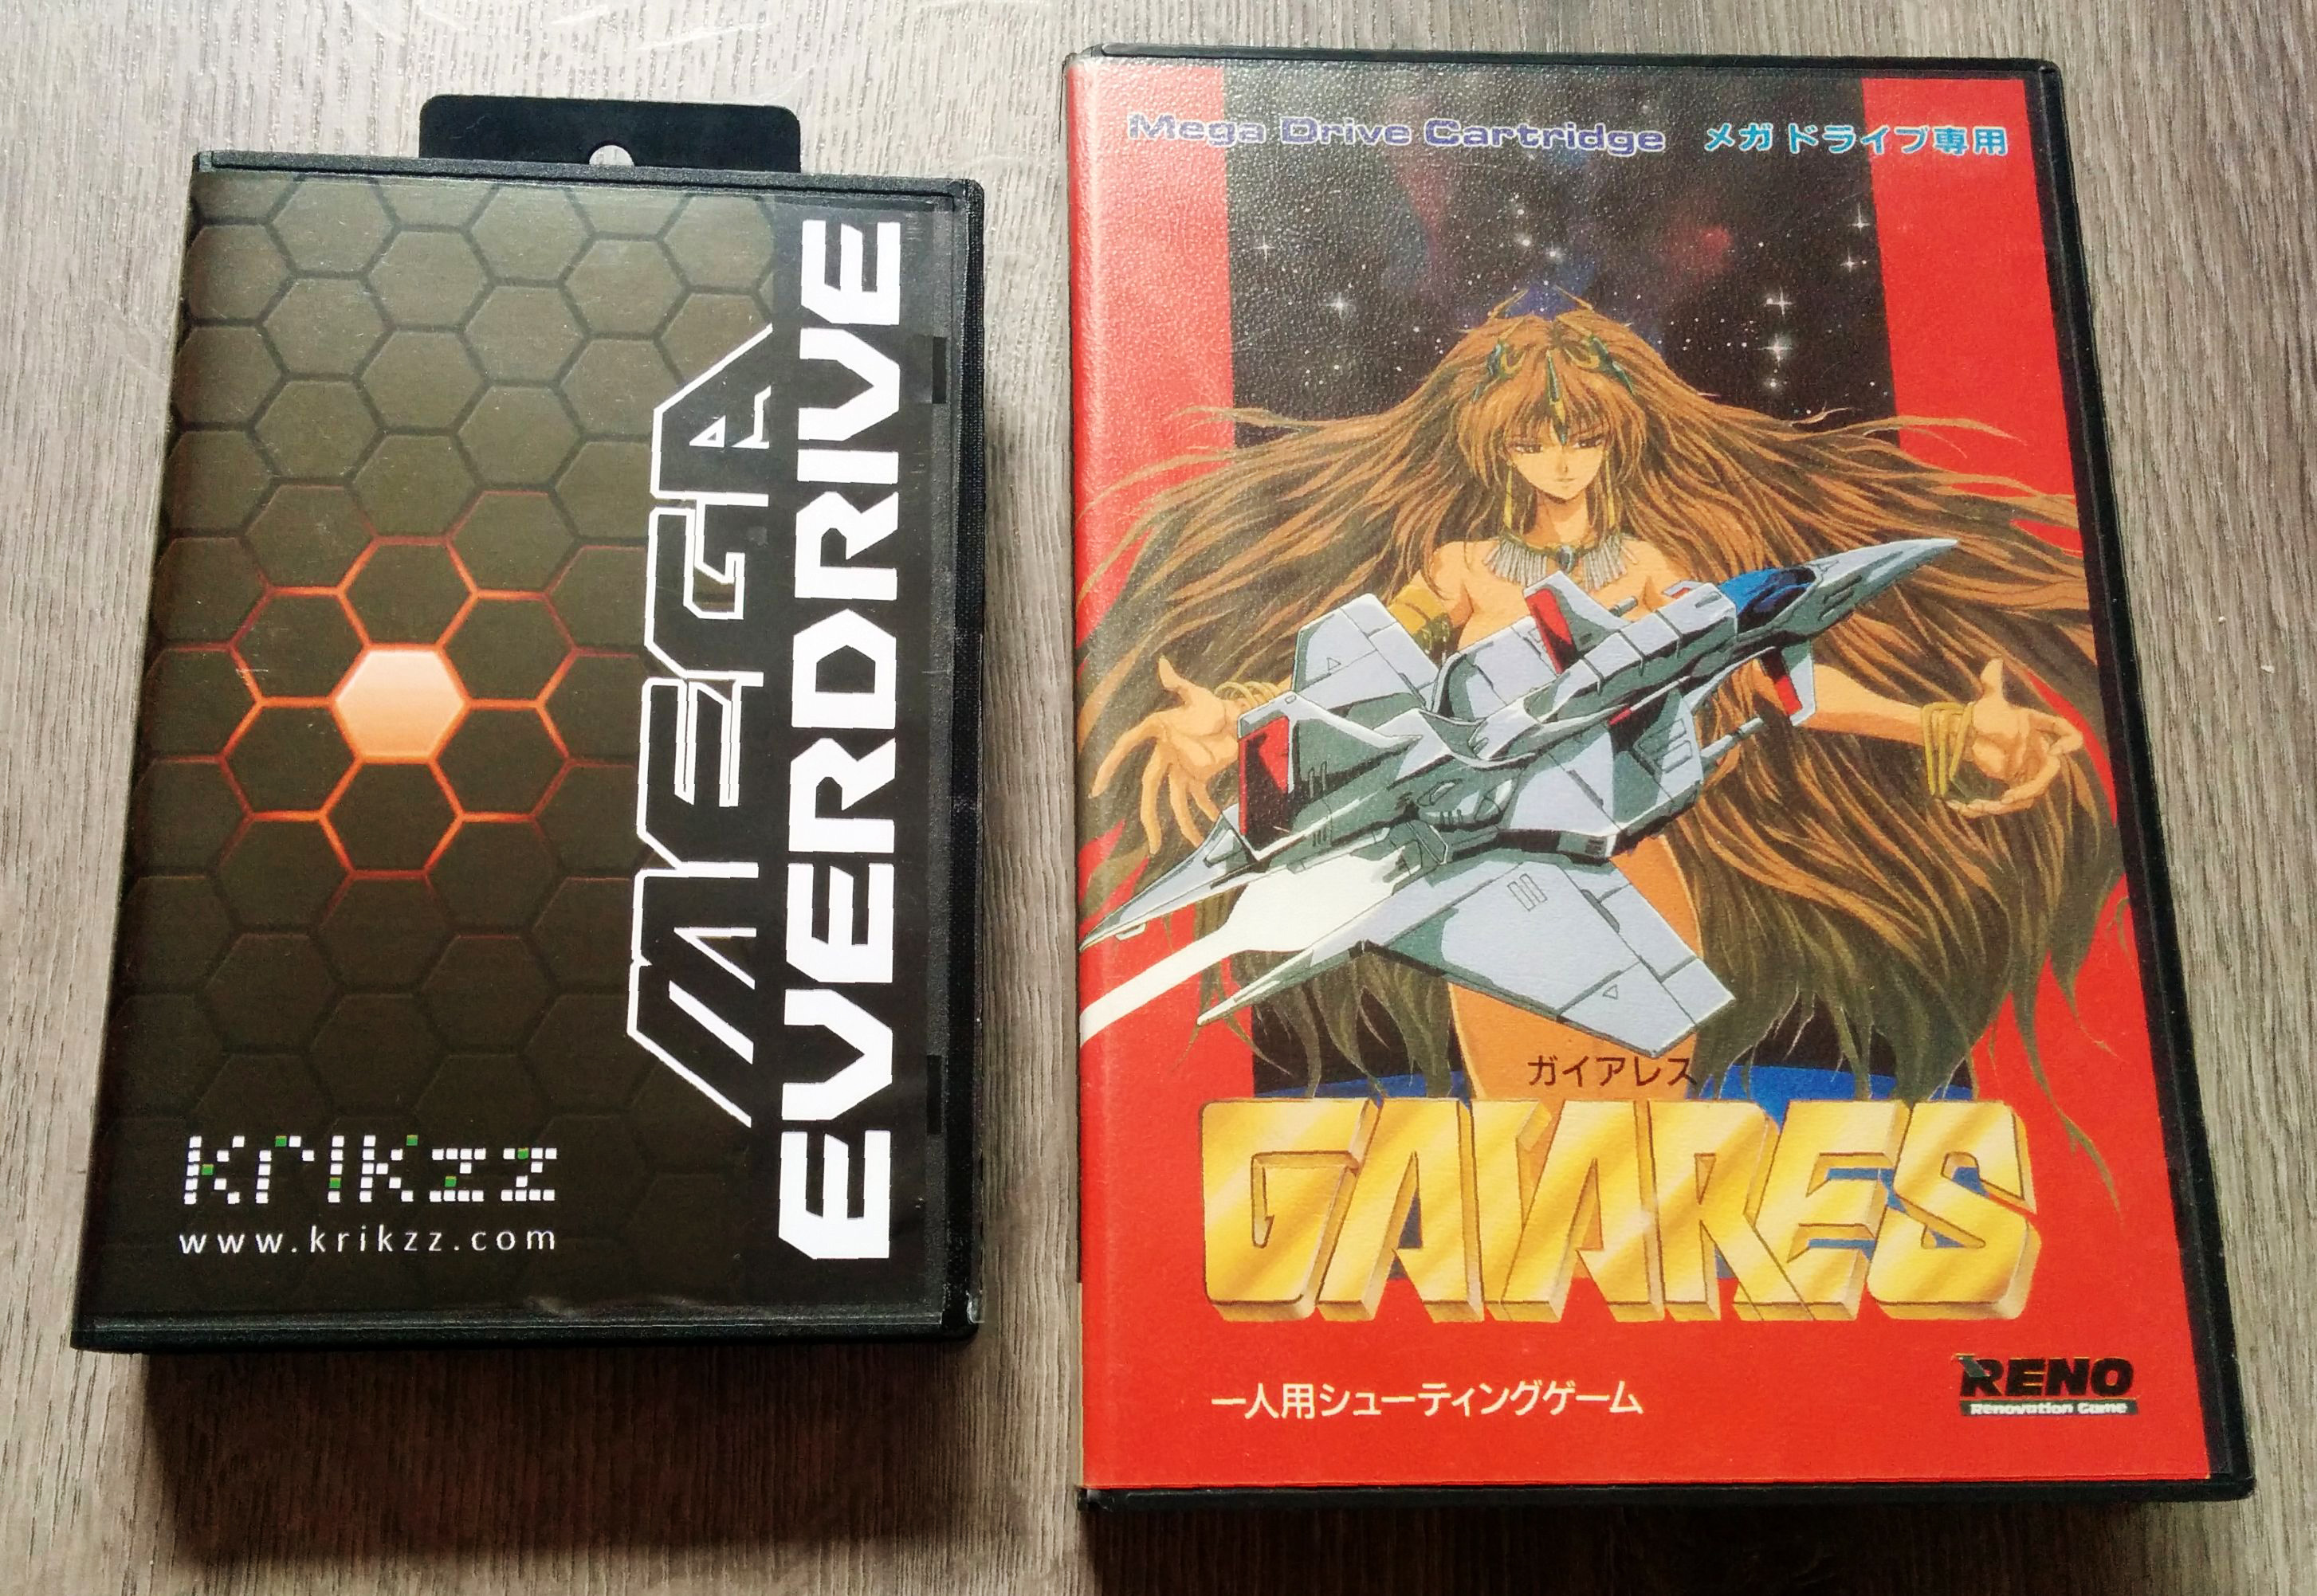 MEGA
EVERDRIVE
krikzz
www.krikzz.com
Mega Drive Cartridge メガドライブ専用
ガイアレス
GAIARES
一人用シューティングゲーム
RENO
Renovation Game